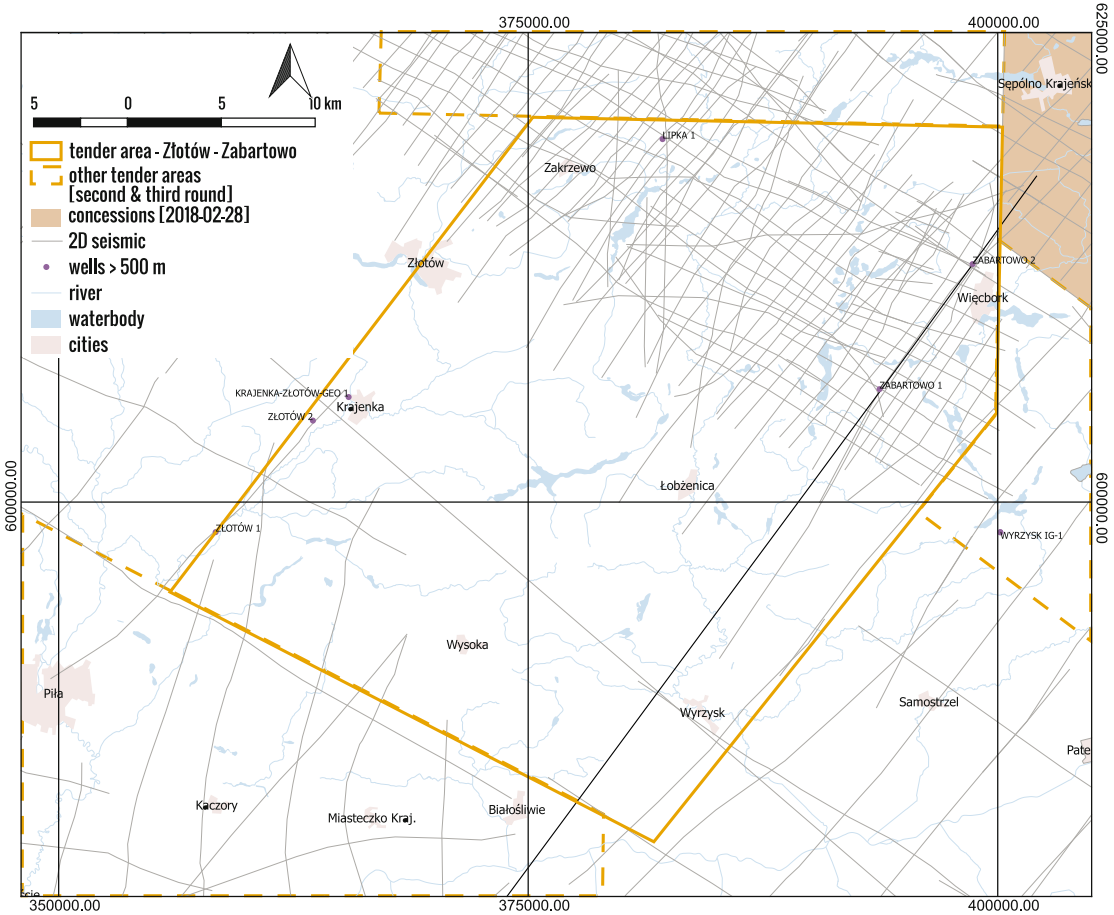 375000.00
400000.00
625000.00
5
0
5
10 km
tender area - Złotów - Zabartowo
other tender areas
[second & third round]
concessions [2018-02-28]
2D seismic
wells > 500 m
river
waterbody
cities
Sępólno Krajeńsk
LIPKA 1
Zakrzewo
Złotów
ZABARTOWO 2
Więcbork
KRAJENKA-ZŁOTÓW-GEO 1
Krajenka
ZŁOTÓW 2
ZABARTOWO 1
Łobżenica
600000.00
600000.00
ZŁOTÓW 1
WYRZYSK IG-1
Wysoka
Piła
Samostrzel
Wyrzysk
Pate
Kaczory
Miasteczko Kraj.
Białośliwie
350000.00
375000.00
400000.00